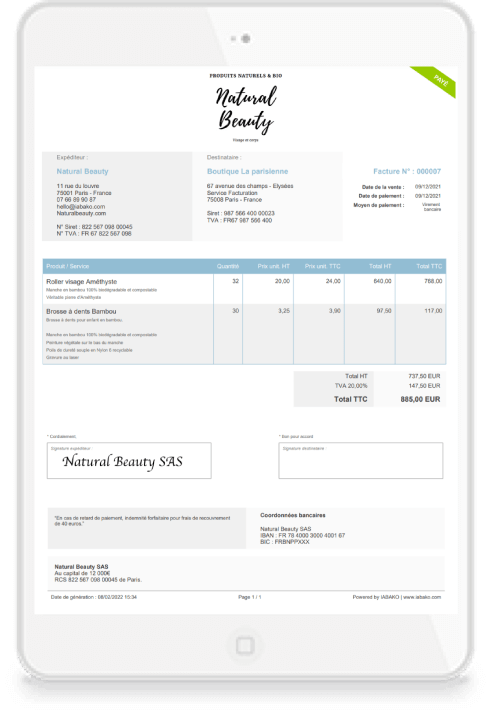 PRODUITS NATURELS & BIO
PAYÉ
Natural
Beauty
Visage et corps
Expéditeur :
Natural Beauty
11 rue du louvre
75001 Paris - France
07 66 89 90 87
hello@iabako.com
Naturalbeauty.com
N° Siret : 822 567 098 00045
N° TVA : FR 67 822 567 098
Destinataire :
Boutique La parisienne
67 avenue des champs - Elysées
Service Facturation
75008 Paris - France
Siret : 987 566 400 00023
TVA : FR67 987 566 400
Facture N° : 000087
Date de la vente : 09/12/2021
Date de paiement : 09/12/2021
Moyen de paiement : Virement
bancaire
Produit / Service Quantité Prix unit. HT Prix unit. TTC Total HT Total TTC
Roller visage Améthyste 32 20,00 24,00 640,00 768,00
Manche en bambou 100% biodégradable et compostable
Véritable pierre d'Améthyste
Brosse à dents Bambou 30 3,25 3,90 97,50 117,00
Brosse à dents pour enfant en bambou.
Manche en bambou 100% biodégradable et compostable
Peinture végétale sur le bas du manche
Poils de dureté souple en Nylon 6 recyclable
Gravure au laser
Total HT 737,50 EUR
TVA 20,00% 147,50 EUR
Total TTC 885,00 EUR
* Cordialement,
Signature expéditeur :
Natural Beauty SAS
* Bon pour accord
Signature destinataire :
"En cas de retard de paiement, indemnité forfaitaire pour frais de recouvrement
de 40 euros."
Coordonnées bancaires
Natural Beauty SAS
IBAN : FR 78 4000 3000 4001 67
BIC : FRBNPPXXX
Natural Beauty SAS
Au capital de 12 000€
RCS 822 567 098 00045 de Paris.
Date de génération : 08/02/2022 15:34
Page 1 / 1
Powered by IABAKO | www.iabako.com